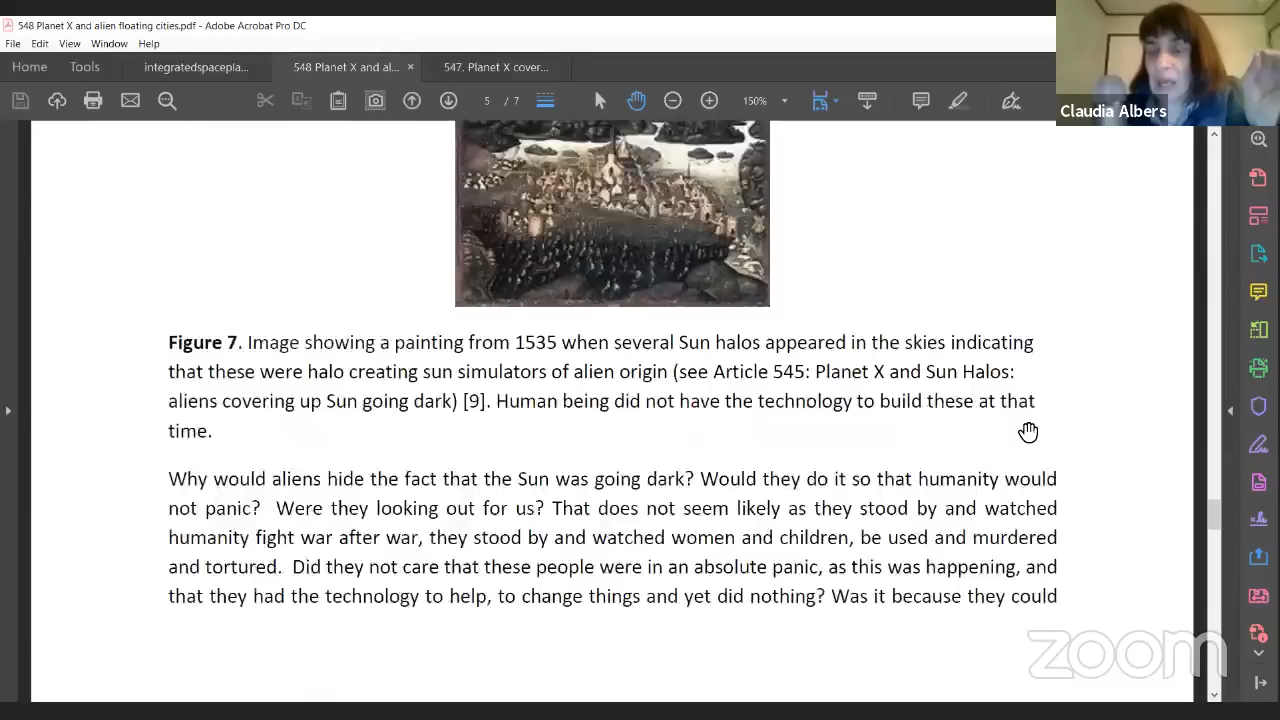 548 Planet X and alien floating cities.pdf - Adobe Acrobat Pro DC
File Edit View Window Help
Home Tools integratedspacepla... 548 Planet X and al... × 547. Planet X cover...
5 / 7 150%
Claudia Albers
Figure 7. Image showing a painting from 1535 when several Sun halos appeared in the skies indicating
that these were halo creating sun simulators of alien origin (see Article 545: Planet X and Sun Halos:
aliens covering up Sun going dark) [9]. Human being did not have the technology to build these at that
time.
Why would aliens hide the fact that the Sun was going dark? Would they do it so that humanity would
not panic? Were they looking out for us? That does not seem likely as they stood by and watched
humanity fight war after war, they stood by and watched women and children, be used and murdered
and tortured. Did they not care that these people were in an absolute panic, as this was happening, and
that they had the technology to help, to change things and yet did nothing? Was it because they could
zoom